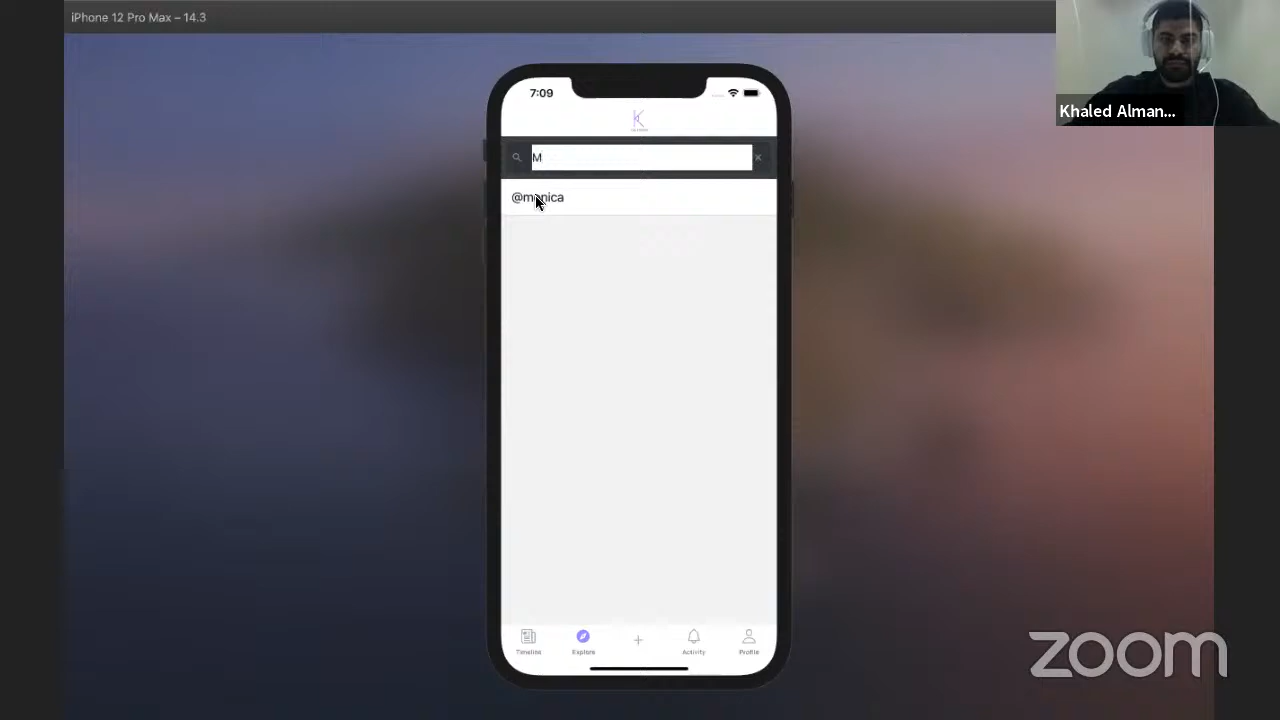 iPhone 12 Pro Max – 14.3
Khaled Alman...
7:09
K
M
@monica
Timeline
Explore
Activity
Profile
zoom